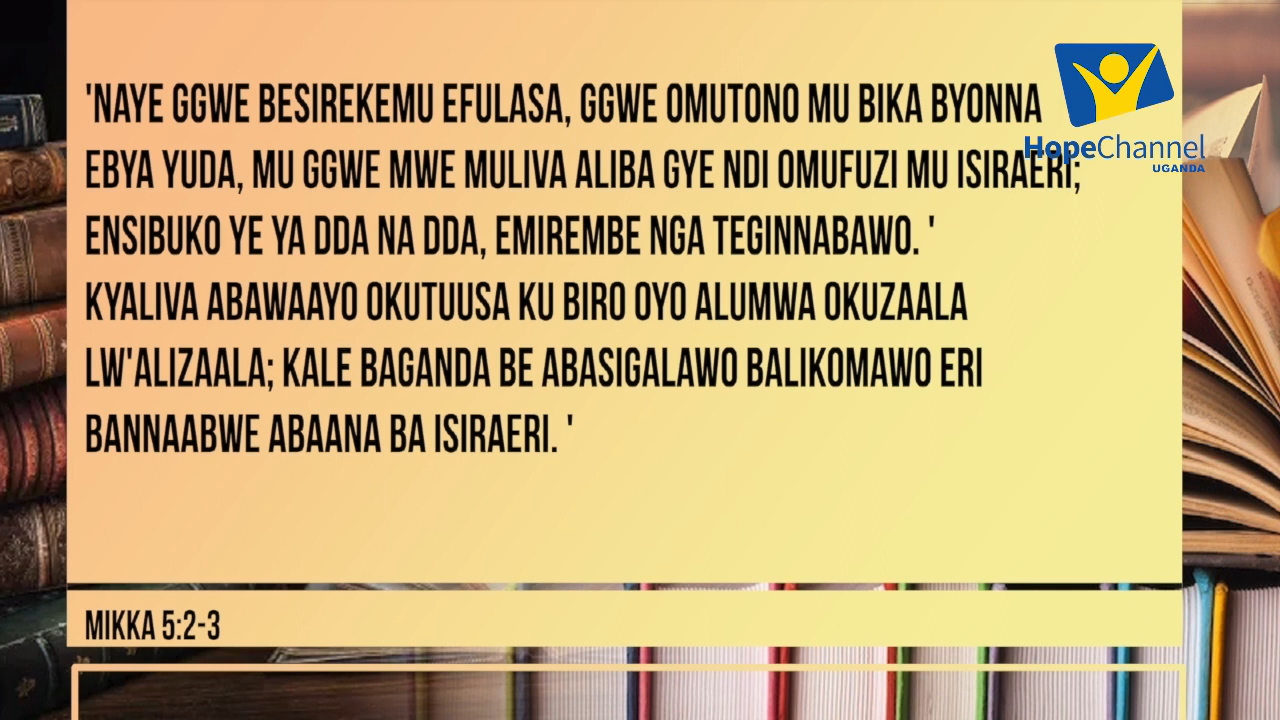 'NAYE GGWE BESIREKEMU EFULASA, GGWE OMUTONO MU BIKA BYONNA
EBYA YUDA, MU GGWE MWE MULIVA ALIBA GYE NDI OMUFUZI MU ISIRAERI;
ENSIBUKO YE YA DDA NA DDA, EMIREMBE NGA TEGINNABAWO. '
KYALIVA ABAWAAYO OKUTUUSA KU BIRO OYO ALUMWA OKUZAALA
LW'ALIZAALA; KALE BAGANDA BE ABASIGALAWO BALIKOMAWO ERI
BANNAABWE ABAANA BA ISIRAERI. '
MIKKA 5:2-3
HopeChannel
UGANDA